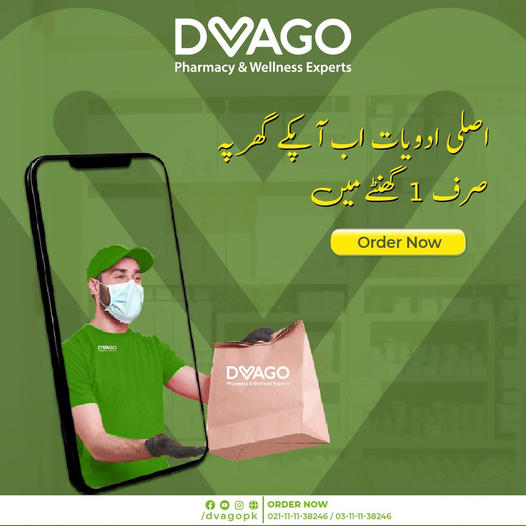 DVAGO
Pharmacy & Wellness Experts
اصلی ادویات اب آپکے گھر پہ
صرف 1 گھنٹے میں
Order Now
DVAGO
DVAGO
Pharmacy & Wellness Experts
/dvagopk
ORDER NOW
021-11-11-38246 / 03-11-11-38246